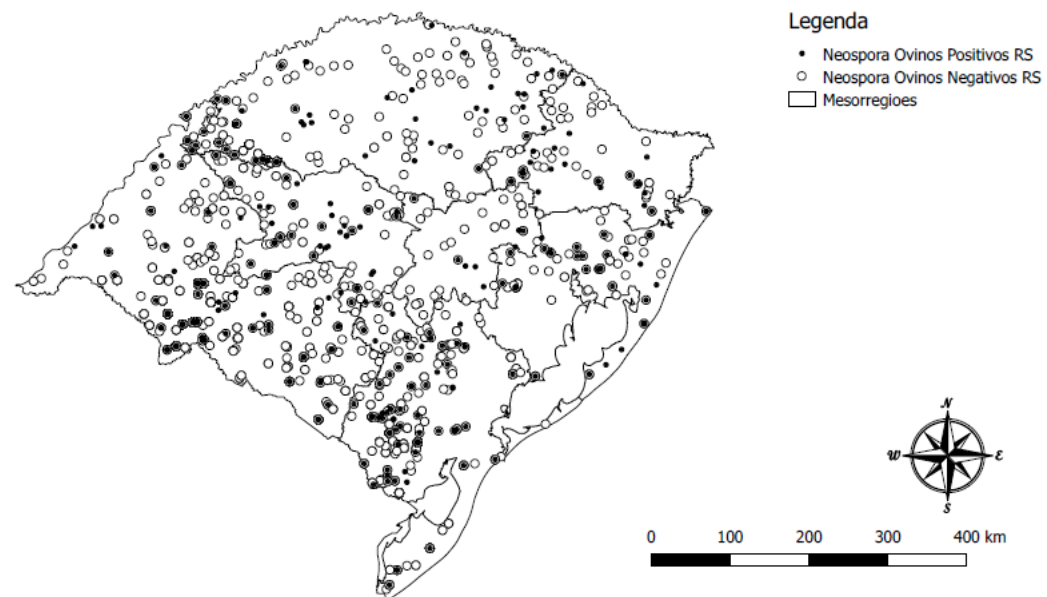 Legenda
Neospora Ovinos Positivos RS
Neospora Ovinos Negativos RS
Mesorregioes
N
W E
S
0 100 200 300 400 km